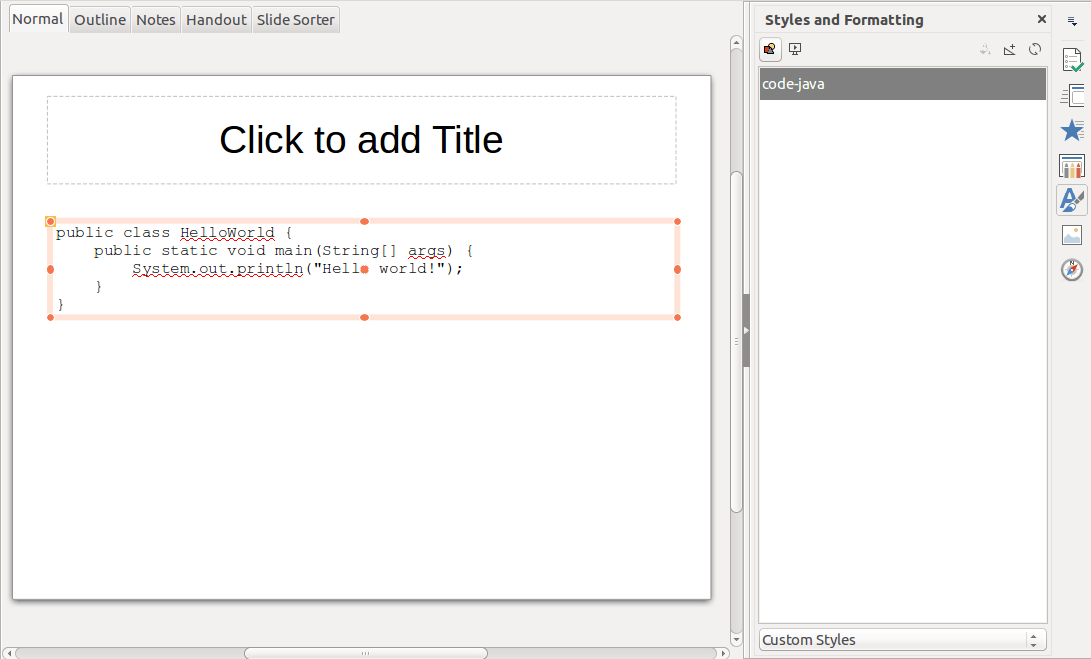 Normal Outline Notes Handout Slide Sorter
Styles and Formatting
code-java
Click to add Title
public class HelloWorld {
    public static void main(String[] args) {
        System.out.println("Hello world!");
    }
}
Custom Styles